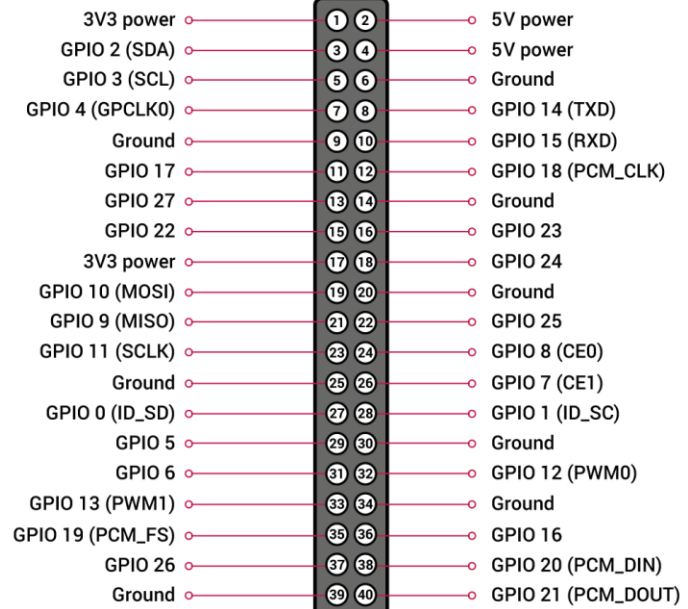 3V3 power 1 2 5V power
GPIO 2 (SDA) 3 4 5V power
GPIO 3 (SCL) 5 6 Ground
GPIO 4 (GPCLK0) 7 8 GPIO 14 (TXD)
Ground 9 10 GPIO 15 (RXD)
GPIO 17 11 12 GPIO 18 (PCM_CLK)
GPIO 27 13 14 Ground
GPIO 22 15 16 GPIO 23
3V3 power 17 18 GPIO 24
GPIO 10 (MOSI) 19 20 Ground
GPIO 9 (MISO) 21 22 GPIO 25
GPIO 11 (SCLK) 23 24 GPIO 8 (CE0)
Ground 25 26 GPIO 7 (CE1)
GPIO 0 (ID_SD) 27 28 GPIO 1 (ID_SC)
GPIO 5 29 30 Ground
GPIO 6 31 32 GPIO 12 (PWM0)
GPIO 13 (PWM1) 33 34 Ground
GPIO 19 (PCM_FS) 35 36 GPIO 16
GPIO 26 37 38 GPIO 20 (PCM_DIN)
Ground 39 40 GPIO 21 (PCM_DOUT)